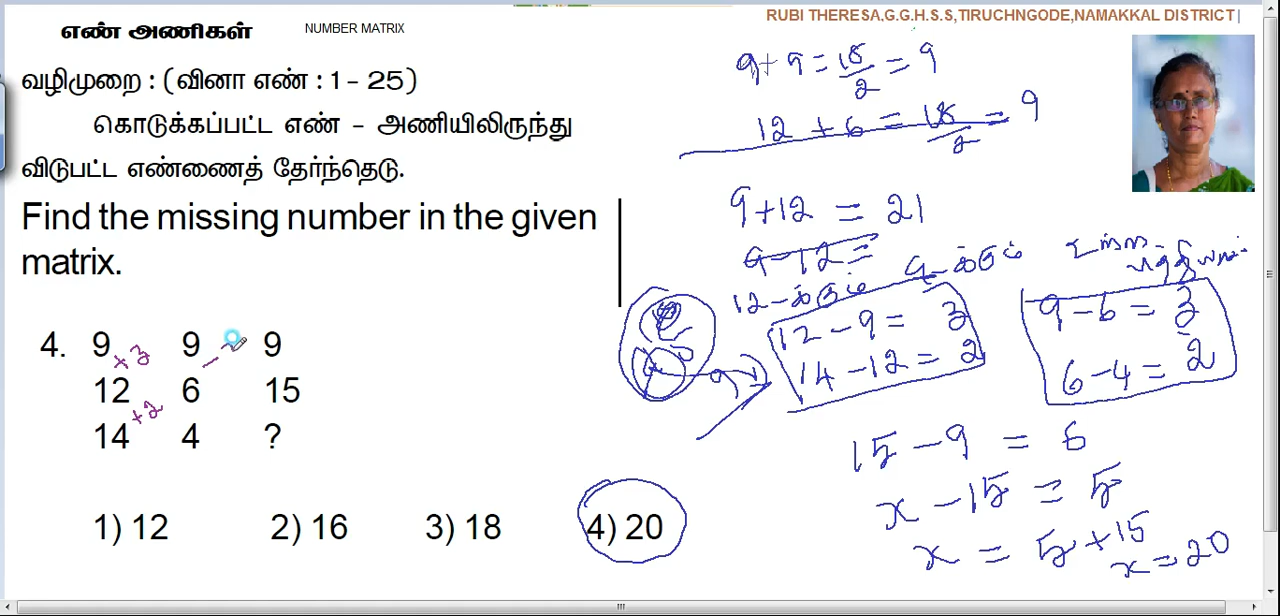 RUBI THERESA,G.G.H.S.S,TIRUCHNGODE,NAMAKKAL DISTRICT|
எண் அணிகள்
NUMBER MATRIX
வழிமுறை : (வினா எண் : 1 - 25)
கொடுக்கப்பட்ட எண் - அணியிலிருந்து
விடுபட்ட எண்ணைத் தேர்ந்தெடு.
Find the missing number in the given
matrix.
4. 9 9 9
+3 -
12 6 15
+2
14 4 ?
1) 12 2) 16 3) 18 4) 20
9 + 9 = 18/2 = 9
12 + 6 = 18/2 = 9
9 + 12 = 21
9 - 12 =
12 - க்கும் 9 - க்கும்
12 - 9 = 3
14 - 12 = 2
9 - 6 = 3
6 - 4 = 2
15 - 9 = 6
x - 15 = 5
x = 5 + 15
x = 20